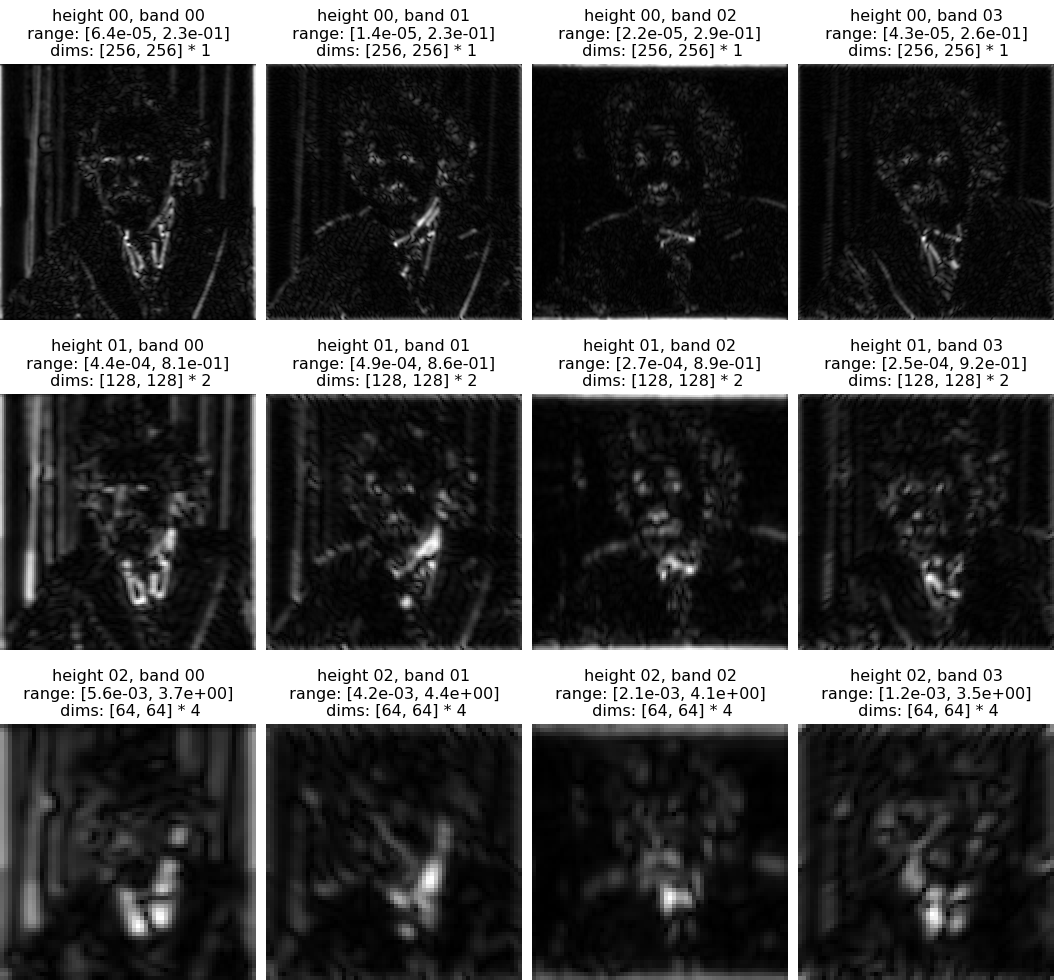 height 00, band 00
range: [6.4e-05, 2.3e-01]
dims: [256, 256] * 1
height 00, band 01
range: [1.4e-05, 2.3e-01]
dims: [256, 256] * 1
height 00, band 02
range: [2.2e-05, 2.9e-01]
dims: [256, 256] * 1
height 00, band 03
range: [4.3e-05, 2.6e-01]
dims: [256, 256] * 1
height 01, band 00
range: [4.4e-04, 8.1e-01]
dims: [128, 128] * 2
height 01, band 01
range: [4.9e-04, 8.6e-01]
dims: [128, 128] * 2
height 01, band 02
range: [2.7e-04, 8.9e-01]
dims: [128, 128] * 2
height 01, band 03
range: [2.5e-04, 9.2e-01]
dims: [128, 128] * 2
height 02, band 00
range: [5.6e-03, 3.7e+00]
dims: [64, 64] * 4
height 02, band 01
range: [4.2e-03, 4.4e+00]
dims: [64, 64] * 4
height 02, band 02
range: [2.1e-03, 4.1e+00]
dims: [64, 64] * 4
height 02, band 03
range: [1.2e-03, 3.5e+00]
dims: [64, 64] * 4